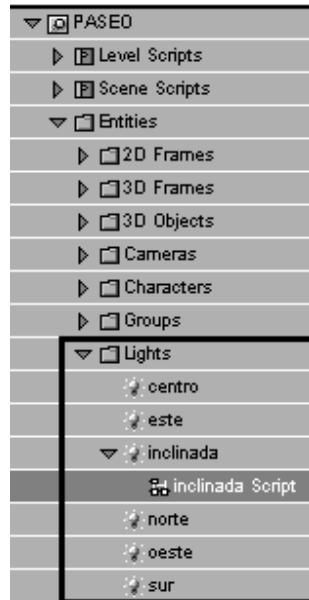 PASEO
Level Scripts
Scene Scripts
Entities
2D Frames
3D Frames
3D Objects
Cameras
Characters
Groups
Lights
centro
este
inclinada
inclinada Script
norte
oeste
sur